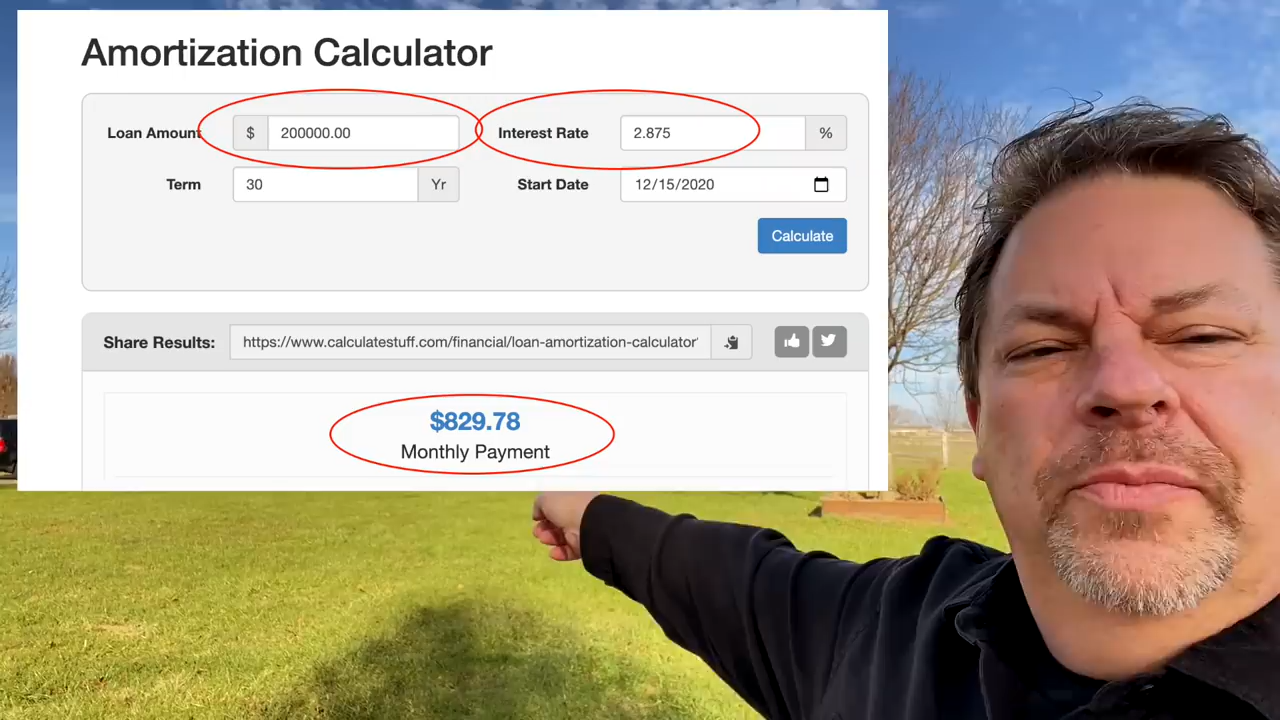 Amortization Calculator
Loan Amount $ 200000.00 Interest Rate 2.875 %
Term 30 Yr Start Date 12/15/2020
Calculate
Share Results: https://www.calculatestuff.com/financial/loan-amortization-calculator
$829.78
Monthly Payment